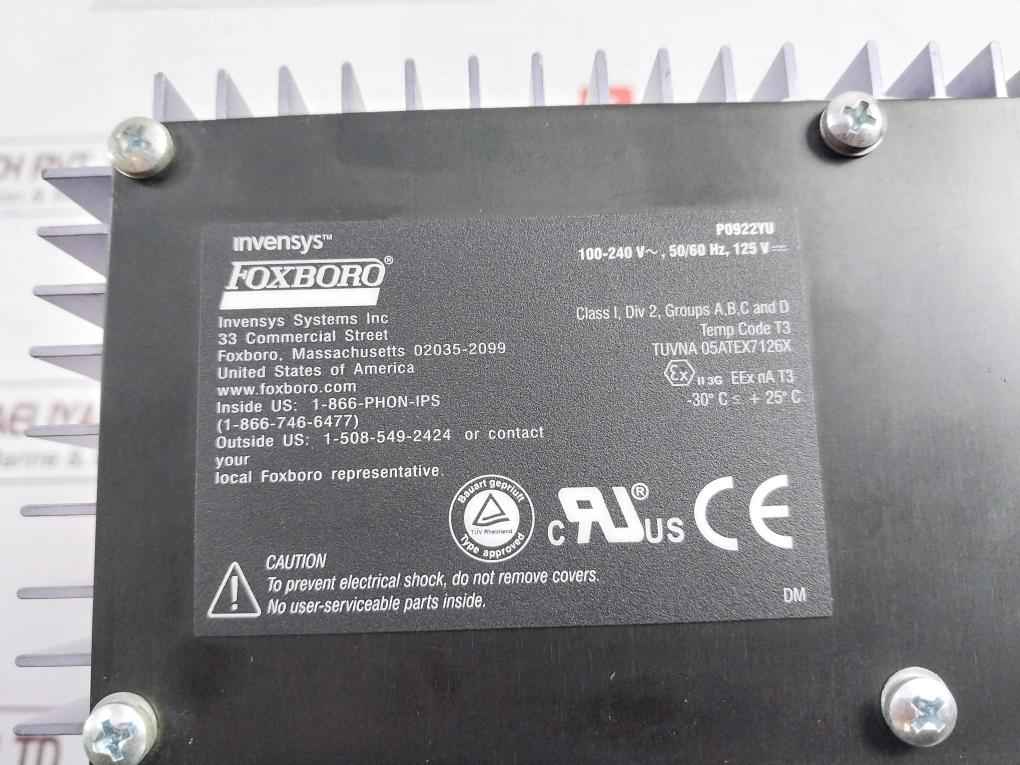 invensys™
FOXBORO®
Invensys Systems Inc
33 Commercial Street
Foxboro, Massachusetts 02035-2099
United States of America
www.foxboro.com
Inside US: 1-866-PHON-IPS
(1-866-746-6477)
Outside US: 1-508-549-2424 or contact
your
local Foxboro representative.
P0922YU
100-240 V~, 50/60 Hz, 125 V⎓
Class I, Div 2, Groups A,B,C and D
Temp Code T3
TUVNA 05ATEX7126X
Ex II 3G EEx nA T3
-30° C ≤ + 25° C
Bauart geprüft
TÜV Rheinland
Type approved
c RU® US CE
CAUTION
To prevent electrical shock, do not remove covers.
No user-serviceable parts inside.
DM